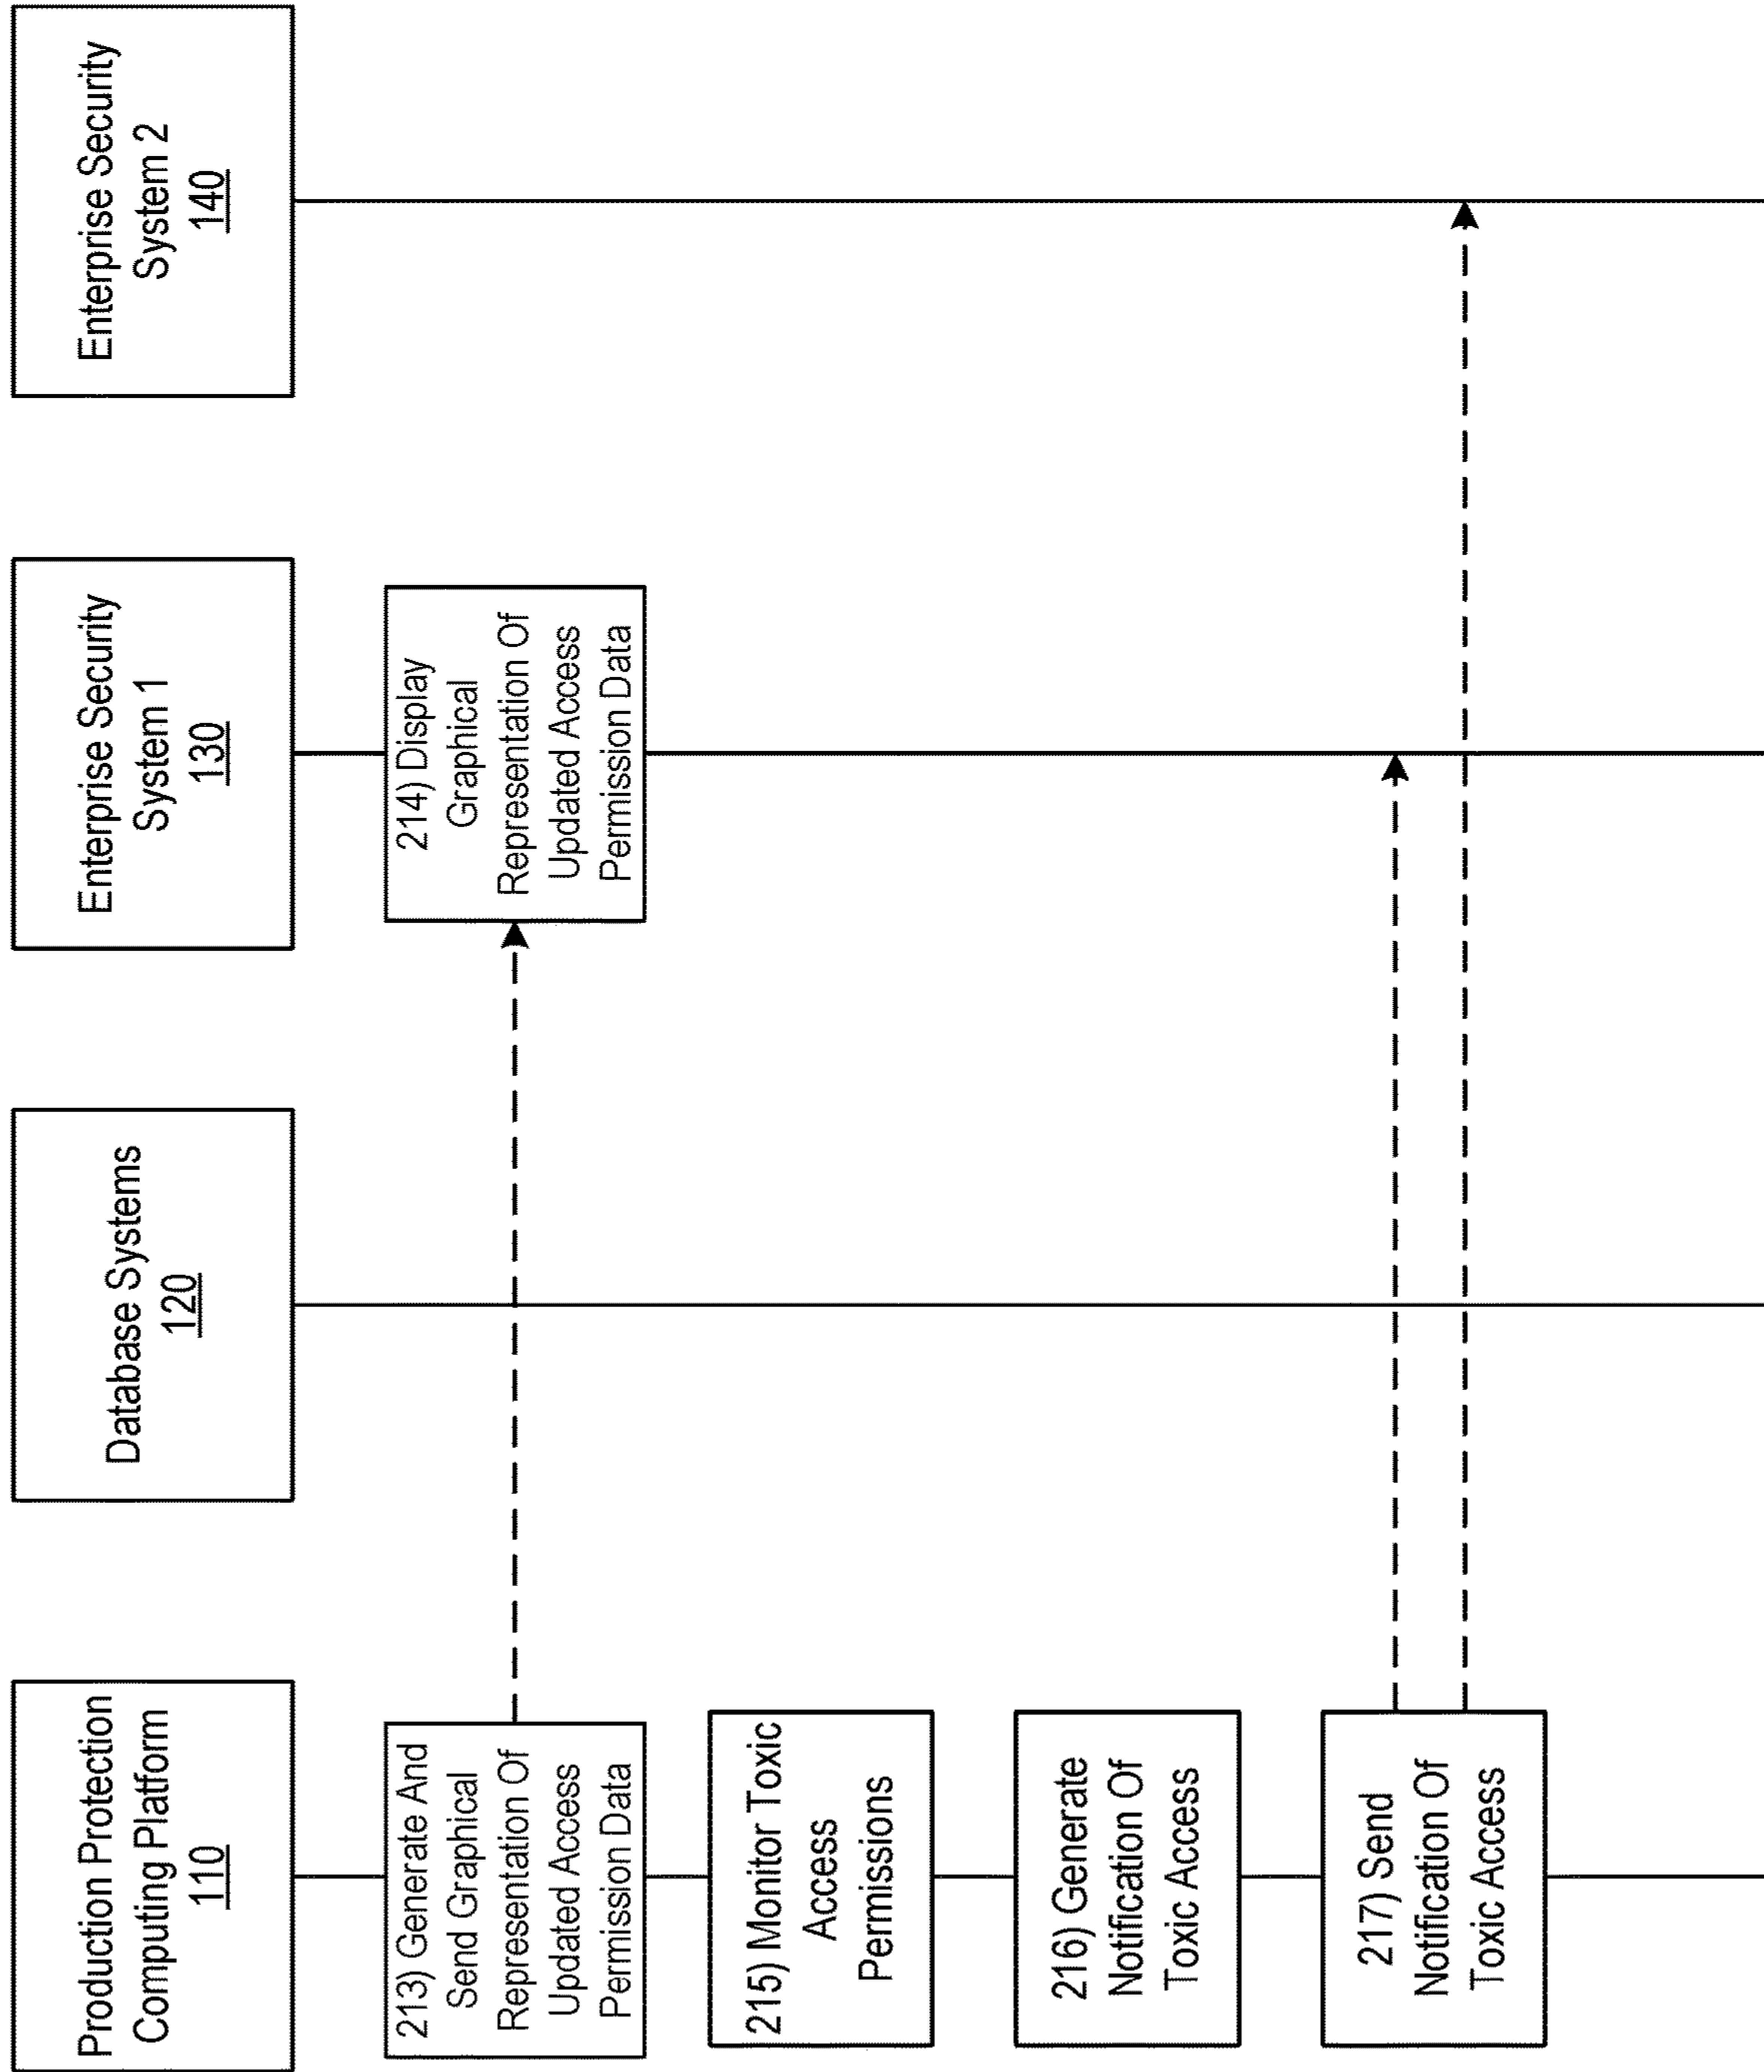 Production Protection
Computing Platform
110
Database Systems
120
Enterprise Security
System 1
130
Enterprise Security
System 2
140
213) Generate And
Send Graphical
Representation Of
Updated Access
Permission Data
214) Display
Graphical
Representation Of
Updated Access
Permission Data
215) Monitor Toxic
Access
Permissions
216) Generate
Notification Of
Toxic Access
217) Send
Notification Of
Toxic Access